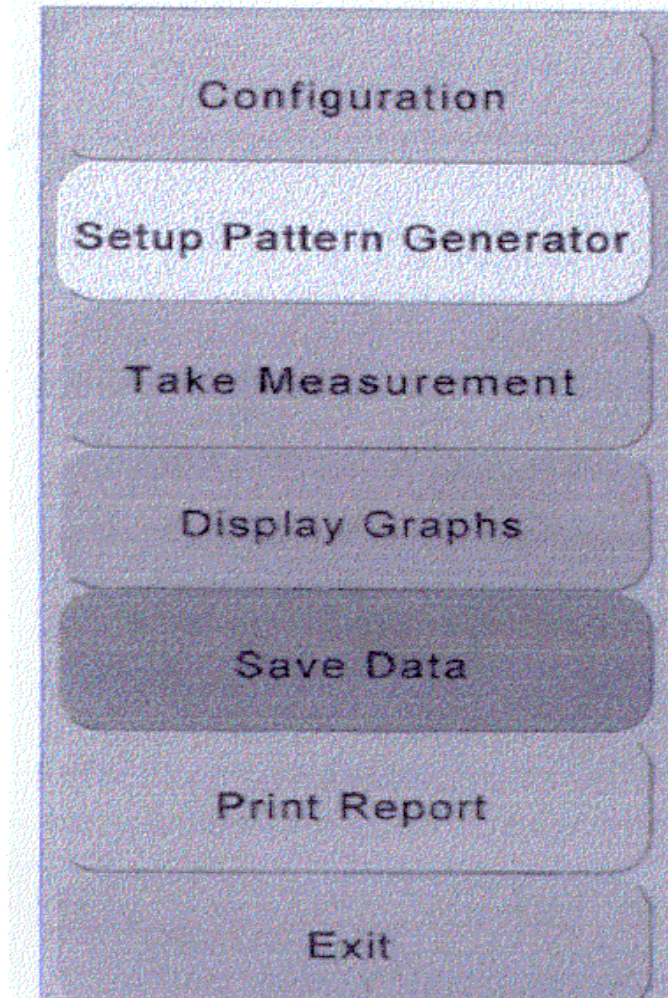 Configuration
Setup Pattern Generator
Take Measurement
Display Graphs
Save Data
Print Report
Exit